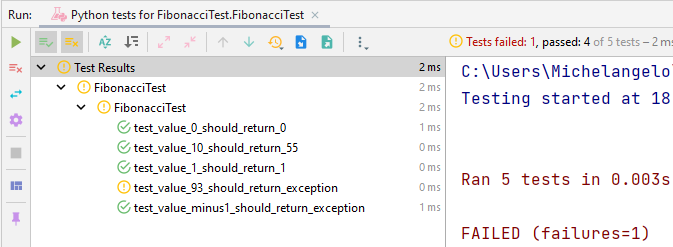 Run: Python tests for FibonacciTest.FibonacciTest ×
Tests failed: 1, passed: 4 of 5 tests – 2 ms
Test Results 2 ms
FibonacciTest 2 ms
FibonacciTest 2 ms
test_value_0_should_return_0 1 ms
test_value_10_should_return_55 0 ms
test_value_1_should_return_1 0 ms
test_value_93_should_return_exception 0 ms
test_value_minus1_should_return_exception 1 ms
C:\Users\Michelangelo
Testing started at 18
Ran 5 tests in 0.003s
FAILED (failures=1)